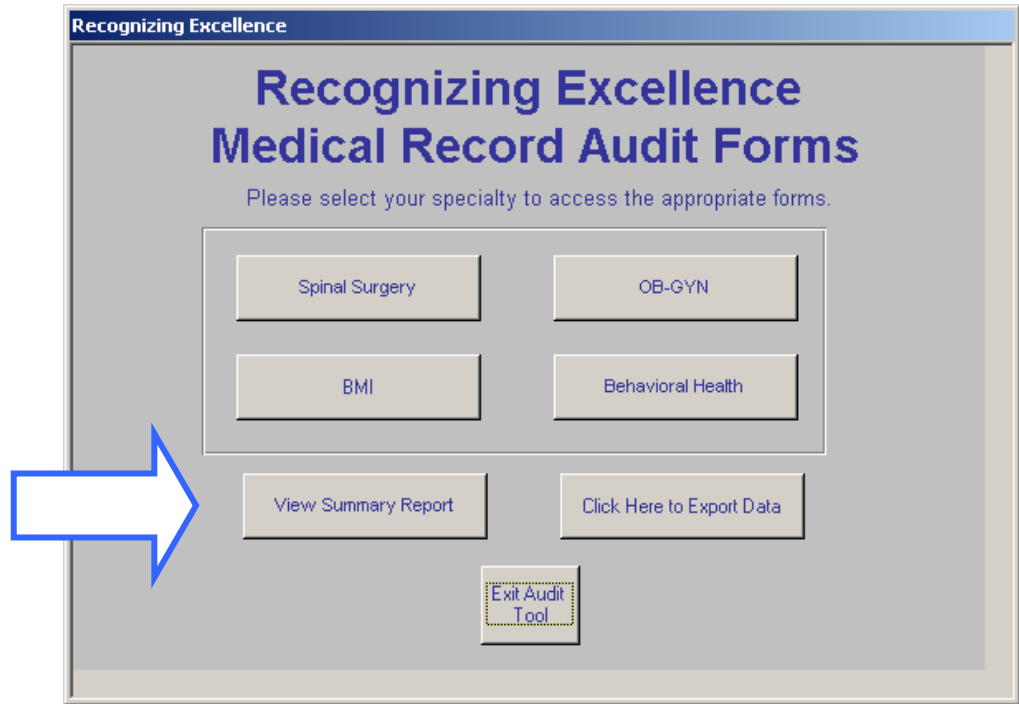 Recognizing Excellence
Recognizing Excellence
Medical Record Audit Forms
Please select your specialty to access the appropriate forms.
Spinal Surgery
OB-GYN
BMI
Behavioral Health
View Summary Report
Click Here to Export Data
Exit Audit
Tool